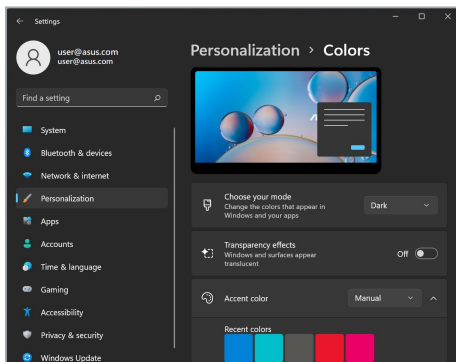 Settings
user@asus.com
user@asus.com
Find a setting
System
Bluetooth & devices
Network & internet
Personalization
Apps
Accounts
Time & language
Gaming
Accessibility
Privacy & security
Windows Update
Personalization > Colors
Choose your mode
Change the colors that appear in
Windows and your apps
Dark
Transparency effects
Windows and surfaces appear
translucent
Off
Accent color
Manual
Recent colors